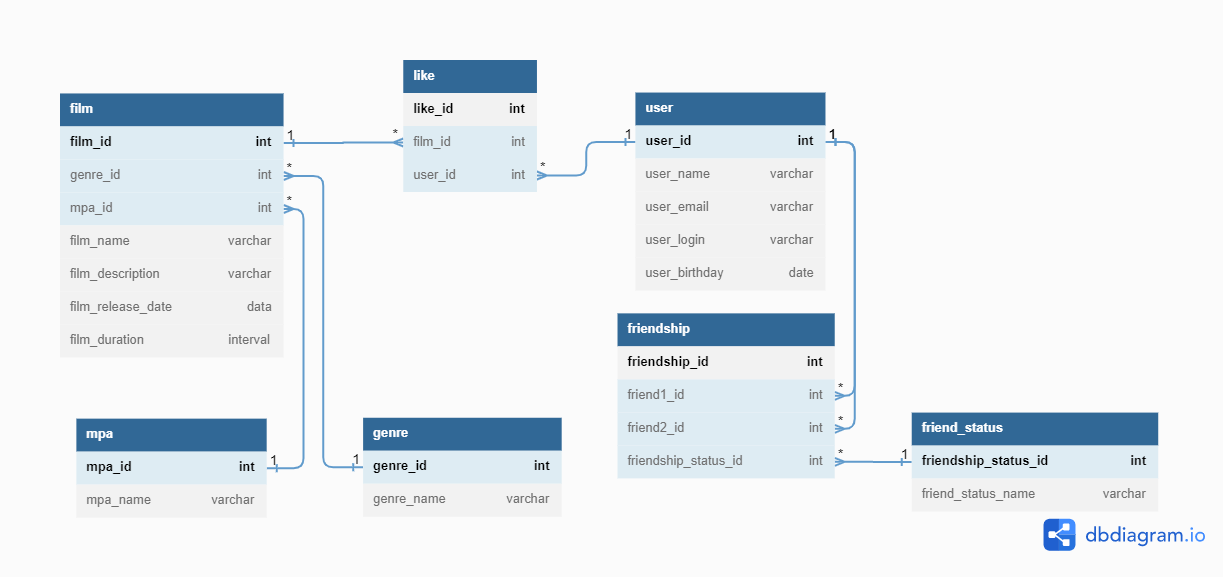 film
film_id int
genre_id int
mpa_id int
film_name varchar
film_description varchar
film_release_date data
film_duration interval
like
like_id int
film_id int
user_id int
user
user_id int
user_name varchar
user_email varchar
user_login varchar
user_birthday date
friendship
friendship_id int
friend1_id int
friend2_id int
friendship_status_id int
mpa
mpa_id int
mpa_name varchar
genre
genre_id int
genre_name varchar
friend_status
friendship_status_id int
friend_status_name varchar
1 *
* 1
* 1
* 1
1 *
*
* 1
dbdiagram.io